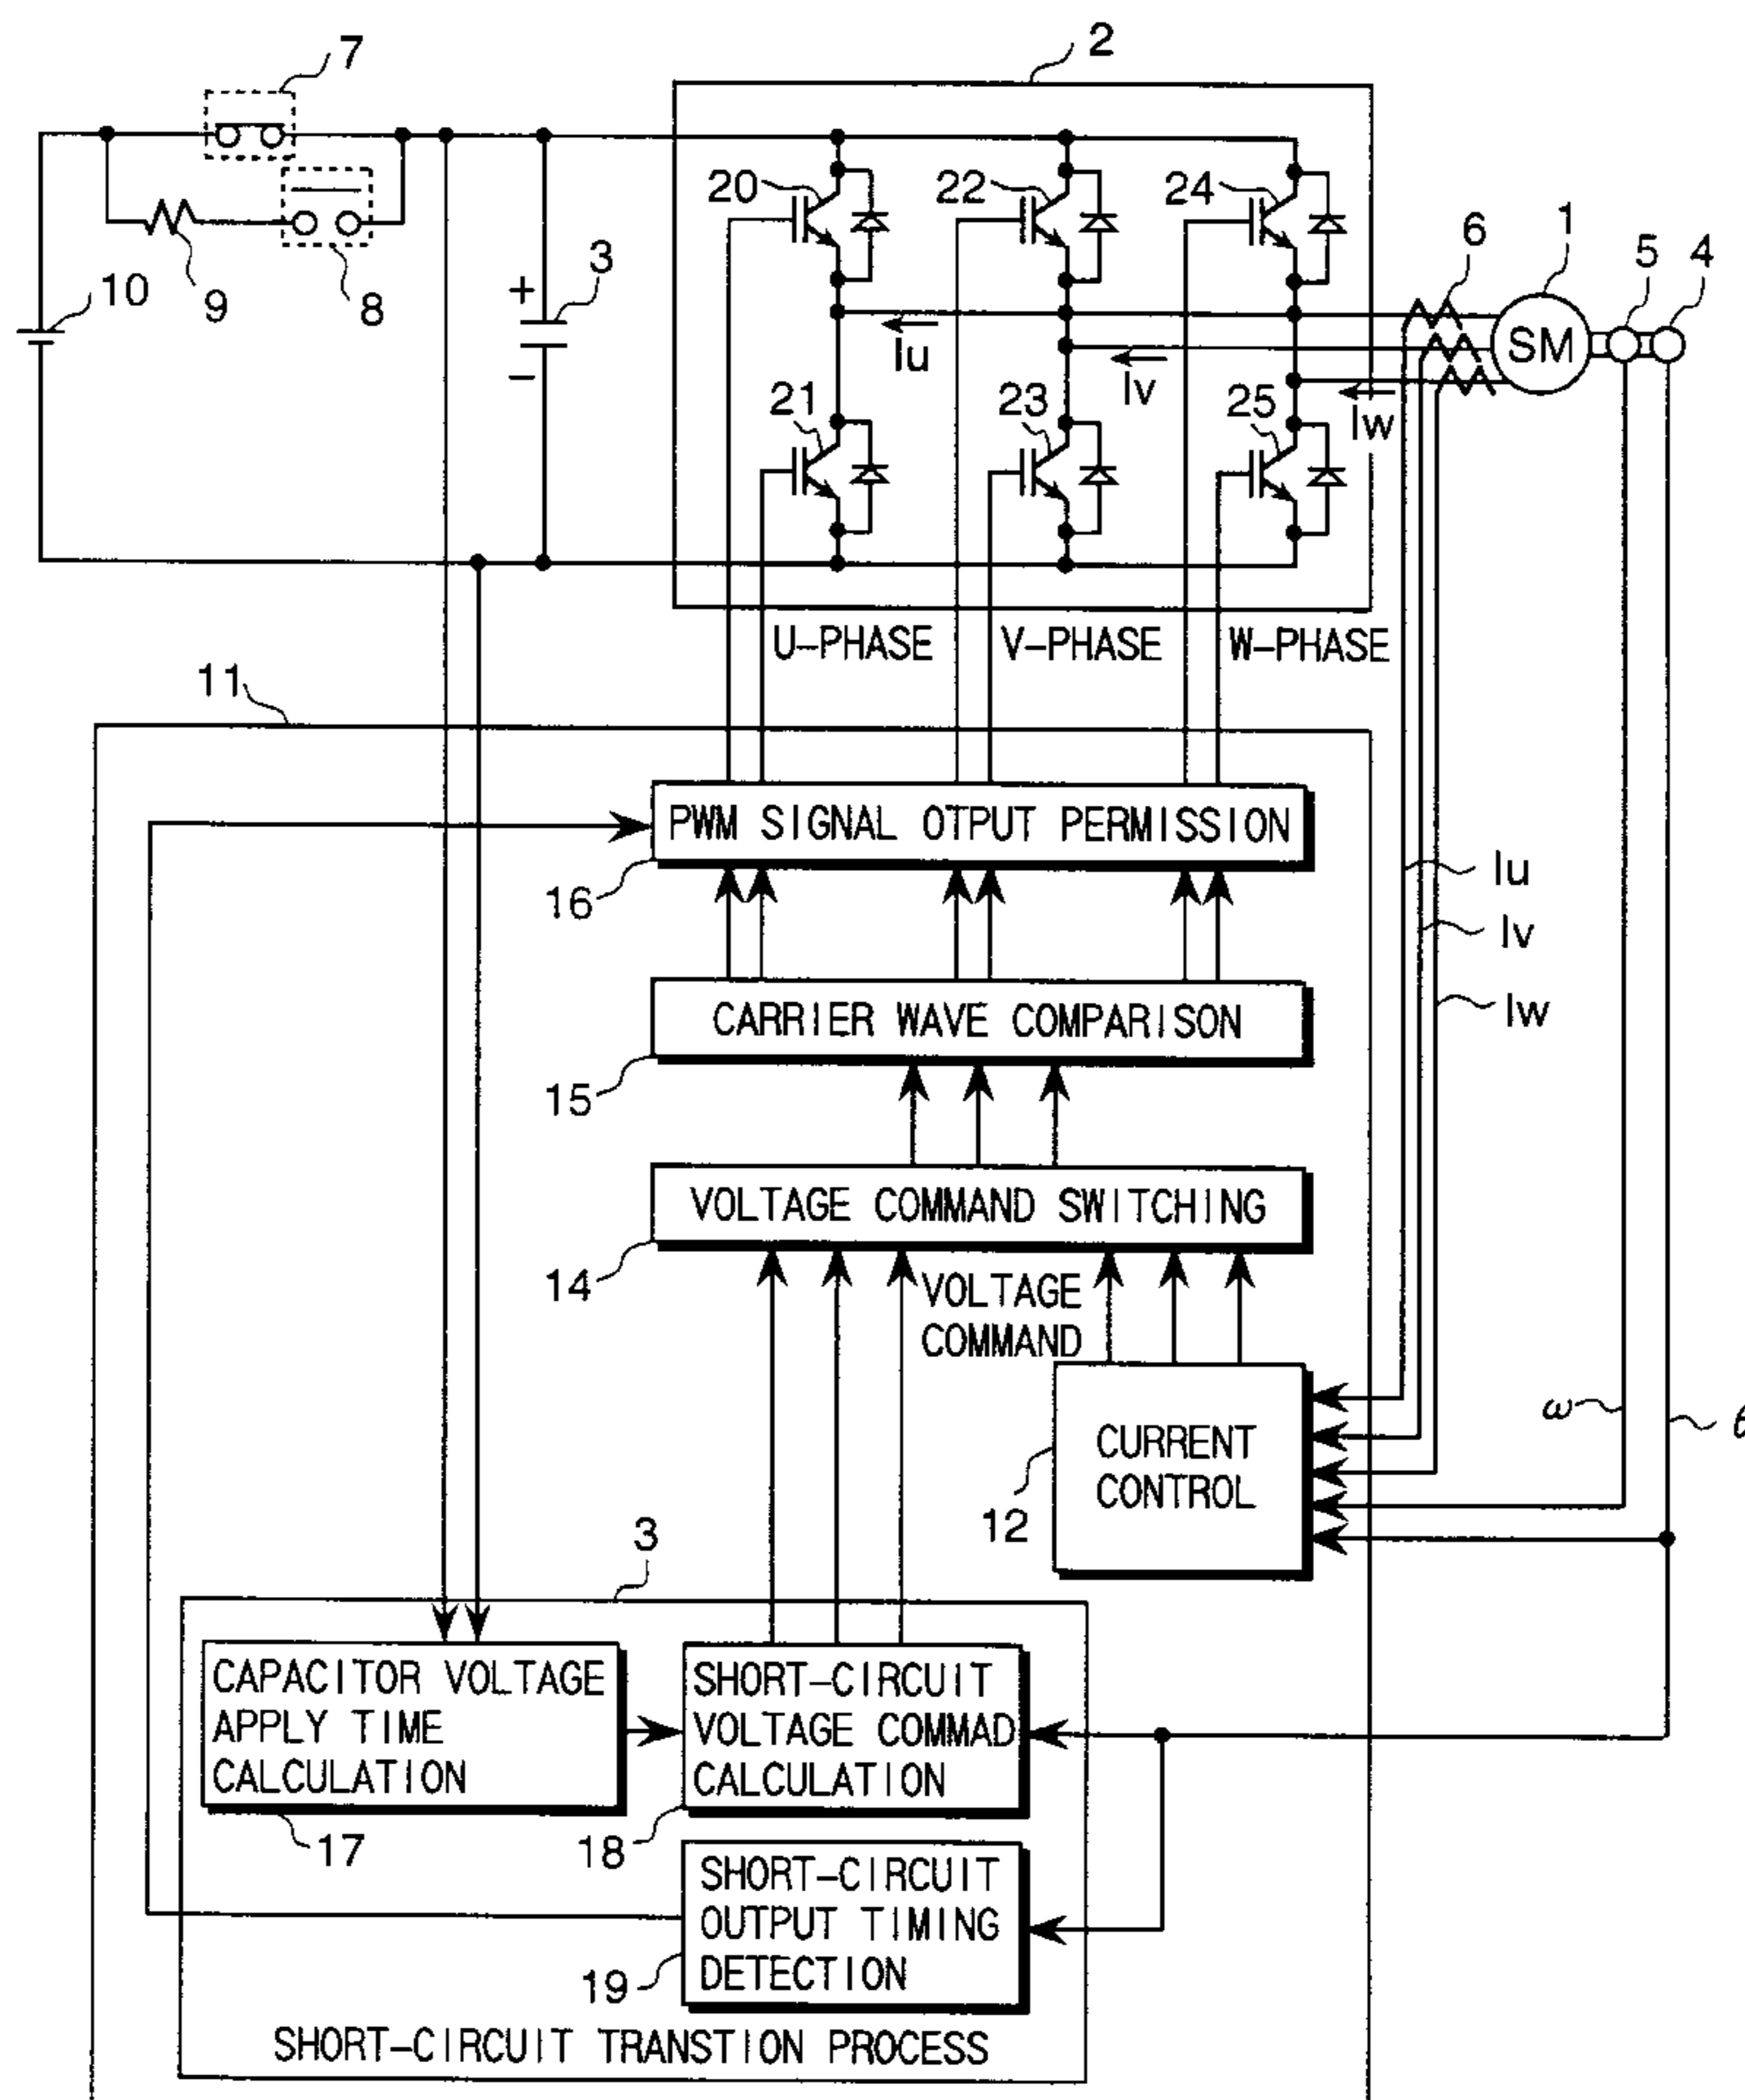 7
2
20
22
24
6
1
5
4
10
9
8
+
3
−
SM
Iu
Iv
Iw
21
23
25
U-PHASE
V-PHASE
W-PHASE
11
PWM SIGNAL OTPUT PERMISSION
16
Iu
Iv
Iw
CARRIER WAVE COMPARISON
15
VOLTAGE COMMAND SWITCHING
14
VOLTAGE
COMMAND
CURRENT
CONTROL
12
ω
3
CAPACITOR VOLTAGE
APPLY TIME
CALCULATION
17
SHORT-CIRCUIT
VOLTAGE COMMAD
CALCULATION
18
SHORT-CIRCUIT
OUTPUT TIMING
DETECTION
19
SHORT-CIRCUIT TRANSTION PROCESS